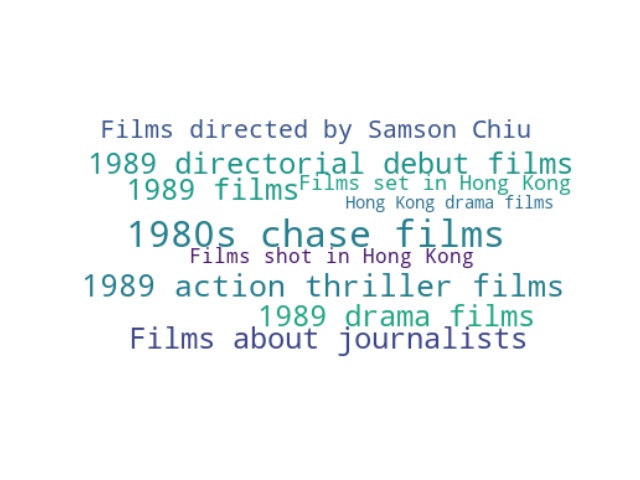 Films directed by Samson Chiu
1989 directorial debut films
1989 films
Films set in Hong Kong
Hong Kong drama films
1980s chase films
Films shot in Hong Kong
1989 action thriller films
1989 drama films
Films about journalists